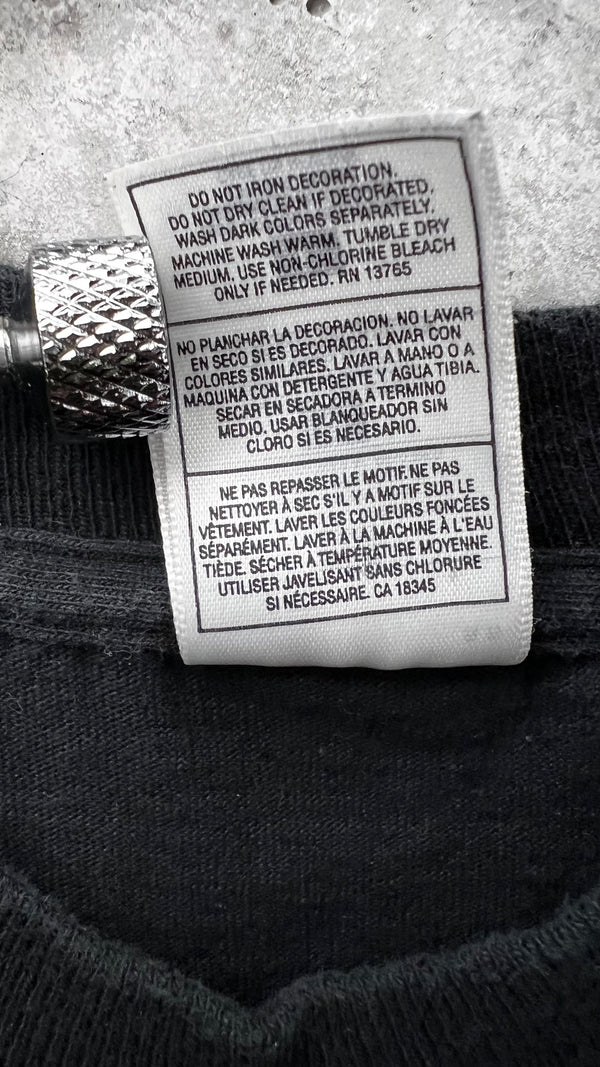 DO NOT IRON DECORATION.
DO NOT DRY CLEAN IF DECORATED.
WASH DARK COLORS SEPARATELY.
MACHINE WASH WARM. TUMBLE DRY
MEDIUM. USE NON-CHLORINE BLEACH
ONLY IF NEEDED. RN 13765
NO PLANCHAR LA DECORACION. NO LAVAR
EN SECO SI ES DECORADO. LAVAR CON
COLORES SIMILARES. LAVAR A MANO O A
MAQUINA CON DETERGENTE Y AGUA TIBIA.
SECAR EN SECADORA A TERMINO
MEDIO. USAR BLANQUEADOR SIN
CLORO SI ES NECESARIO.
NE PAS REPASSER LE MOTIF. NE PAS
NETTOYER À SEC S'IL Y A MOTIF SUR LE
VÊTEMENT. LAVER LES COULEURS FONCÉES
SÉPARÉMENT. LAVER À LA MACHINE À L'EAU
TIÈDE. SÉCHER À TEMPÉRATURE MOYENNE.
UTILISER JAVELISANT SANS CHLORURE
SI NÉCESSAIRE. CA 18345